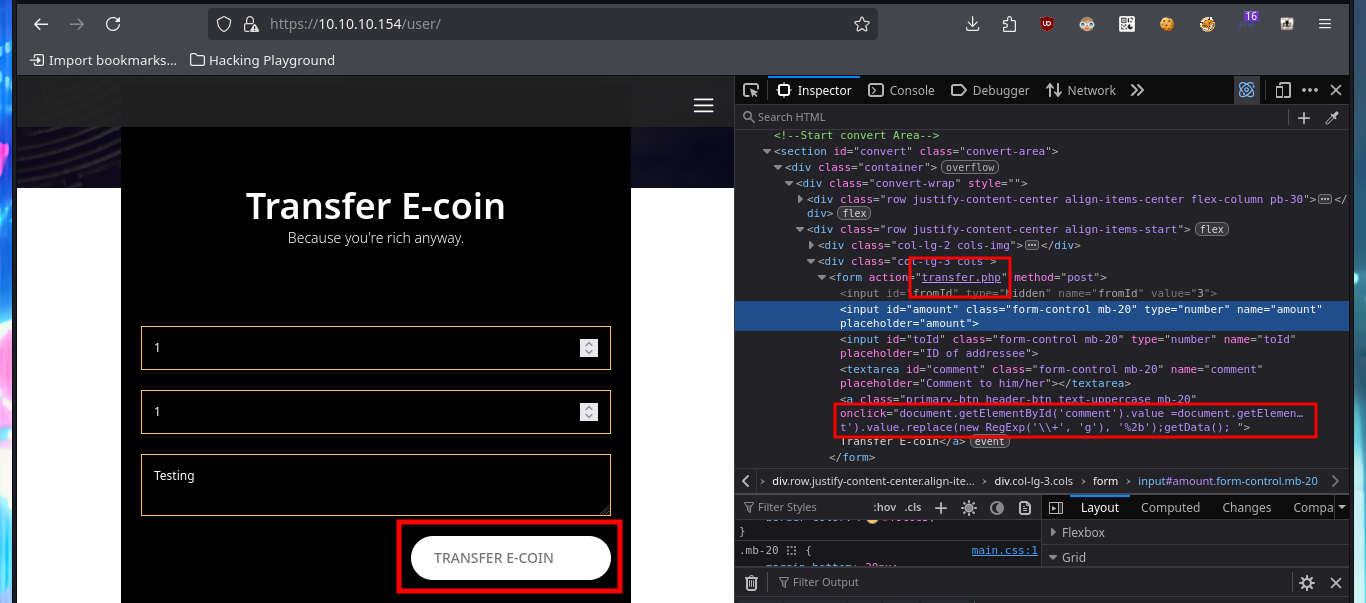 https://10.10.10.154/user/
16
Import bookmarks...
Hacking Playground
Transfer E-coin
Because you're rich anyway.
1
1
Testing
TRANSFER E-COIN
Inspector
Console
Debugger
Network
Search HTML
<!--Start convert Area-->
<section id="convert" class="convert-area">
<div class="container"> overflow
<div class="convert-wrap" style="">
<div class="row justify-content-center align-items-center flex-column pb-30">…</
div> flex
<div class="row justify-content-center align-items-start"> flex
<div class="col-lg-2 cols-img">…</div>
<div class="col-lg-3 cols">
<form action="transfer.php" method="post">
<input id="fromId" type="hidden" name="fromId" value="3">
<input id="amount" class="form-control mb-20" type="number" name="amount"
placeholder="amount">
<input id="toId" class="form-control mb-20" type="number" name="toId"
placeholder="ID of addressee">
<textarea id="comment" class="form-control mb-20" name="comment"
placeholder="Comment to him/her"></textarea>
<a class="primary-btn header-btn text-uppercase mb-20"
onclick="document.getElementById('comment').value =document.getElemen…
t').value.replace(new RegExp('\\+', 'g'), '%2b');getData(); ">
Transfer E-coin</a> event
</form>
div.row.justify-content-center.align-ite…
div.col-lg-3.cols
form
input#amount.form-control.mb-20
Filter Styles
:hov .cls
Layout
Computed
Changes
Compa
}
.mb-20 {
main.css:1
Flexbox
Grid
Filter Output